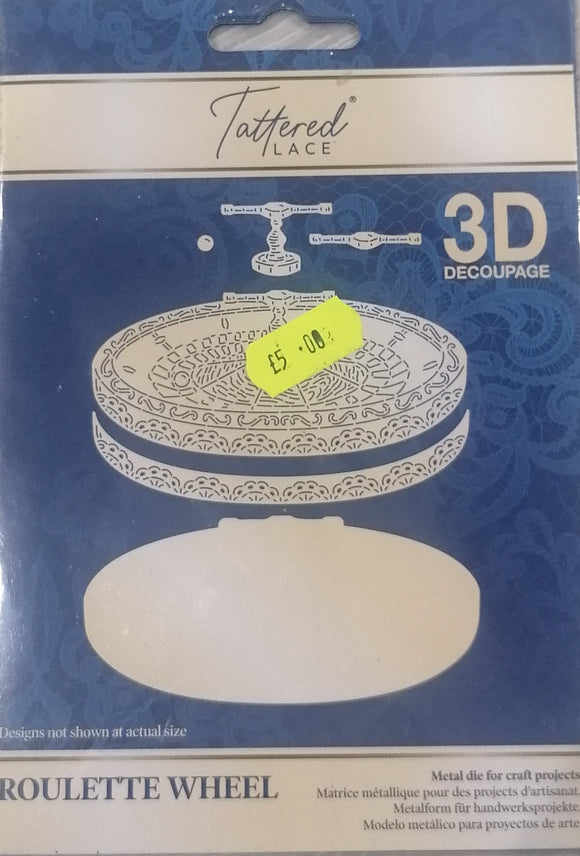 Tattered®
LACE
3D
DECOUPAGE
£5.00
Designs not shown at actual size
ROULETTE WHEEL
Metal die for craft projects.
Matrice métallique pour des projects d'artisanat.
Metalform für handwerksprojekte.
Modelo metálico para proyectos de arte